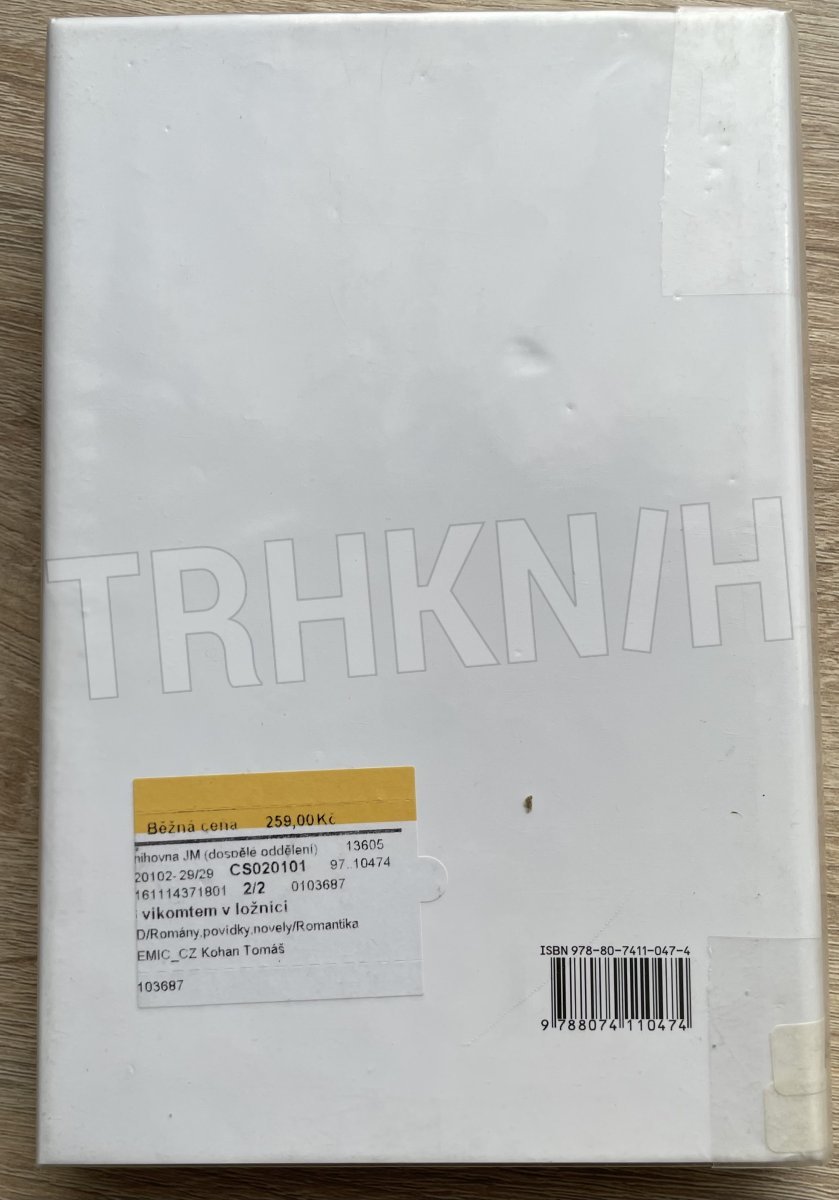 TRHKN/H
Běžná cena 259,00Kč
nihovna JM (dospělé oddělení) 13605
20102- 29/29 CS020101 97..10474
161114371801 2/2 0103687
vikomtem v ložnici
D/Romány,povídky,novely/Romantika
EMIC_CZ Kohan Tomáš
103687
ISBN 978-80-7411-047-4
9 788074 110474